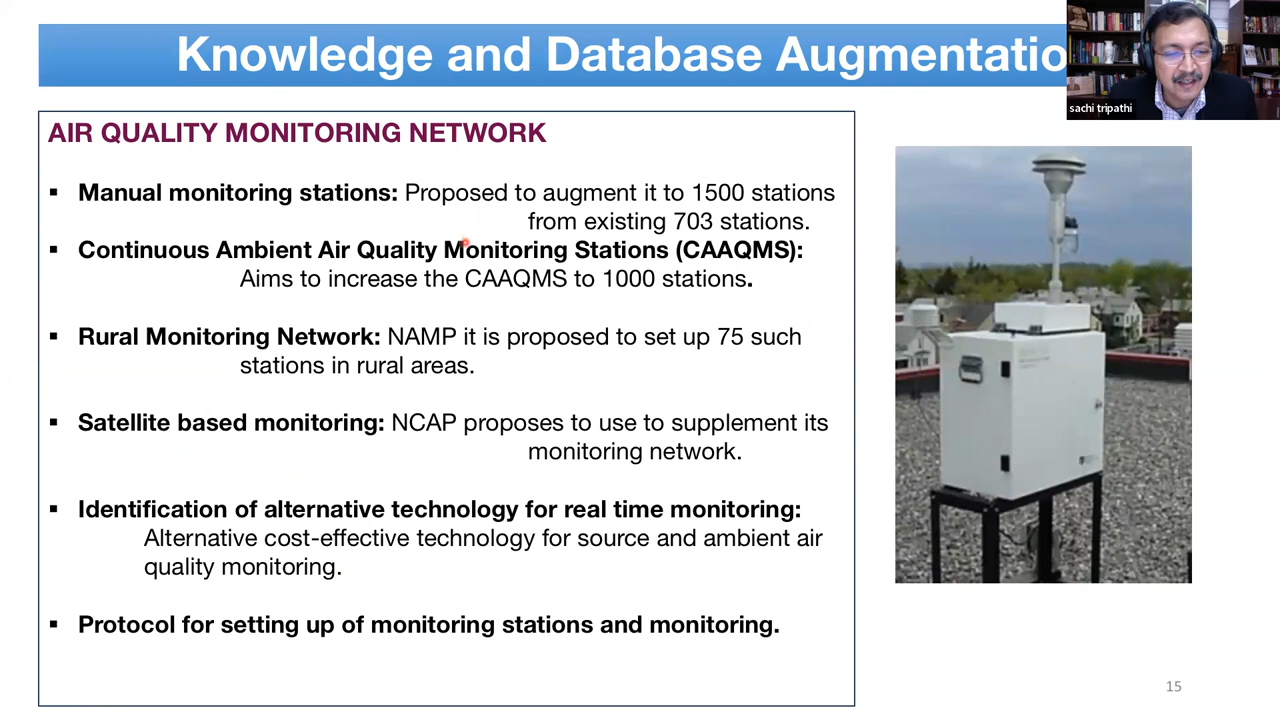 Knowledge and Database Augmentatio
sachi tripathi
AIR QUALITY MONITORING NETWORK
▪ Manual monitoring stations: Proposed to augment it to 1500 stations
from existing 703 stations.
▪ Continuous Ambient Air Quality Monitoring Stations (CAAQMS):
Aims to increase the CAAQMS to 1000 stations.
▪ Rural Monitoring Network: NAMP it is proposed to set up 75 such
stations in rural areas.
▪ Satellite based monitoring: NCAP proposes to use to supplement its
monitoring network.
▪ Identification of alternative technology for real time monitoring:
Alternative cost-effective technology for source and ambient air
quality monitoring.
▪ Protocol for setting up of monitoring stations and monitoring.
15